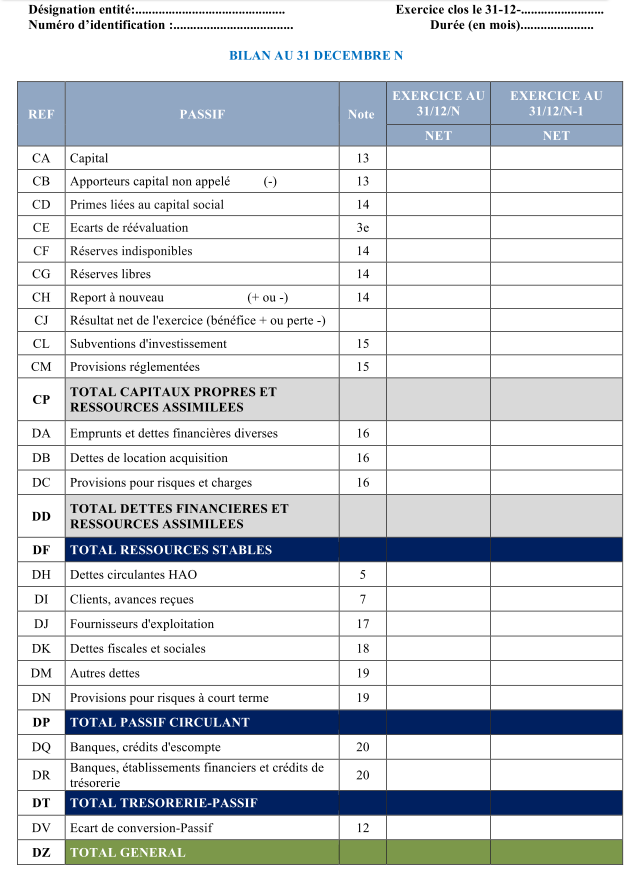 Désignation entité:............................................ Exercice clos le 31-12-.........................
Numéro d'identification :................................... Durée (en mois)......................
BILAN AU 31 DECEMBRE N
REF PASSIF Note EXERCICE AU 31/12/N EXERCICE AU 31/12/N-1
NET NET
CA Capital 13
CB Apporteurs capital non appelé (-) 13
CD Primes liées au capital social 14
CE Ecarts de réévaluation 3e
CF Réserves indisponibles 14
CG Réserves libres 14
CH Report à nouveau (+ ou -) 14
CJ Résultat net de l'exercice (bénéfice + ou perte -)
CL Subventions d'investissement 15
CM Provisions réglementées 15
CP TOTAL CAPITAUX PROPRES ET
RESSOURCES ASSIMILEES
DA Emprunts et dettes financières diverses 16
DB Dettes de location acquisition 16
DC Provisions pour risques et charges 16
DD TOTAL DETTES FINANCIERES ET
RESSOURCES ASSIMILEES
DF TOTAL RESSOURCES STABLES
DH Dettes circulantes HAO 5
DI Clients, avances reçues 7
DJ Fournisseurs d'exploitation 17
DK Dettes fiscales et sociales 18
DM Autres dettes 19
DN Provisions pour risques à court terme 19
DP TOTAL PASSIF CIRCULANT
DQ Banques, crédits d'escompte 20
DR Banques, établissements financiers et crédits de
trésorerie 20
DT TOTAL TRESORERIE-PASSIF
DV Ecart de conversion-Passif 12
DZ TOTAL GENERAL